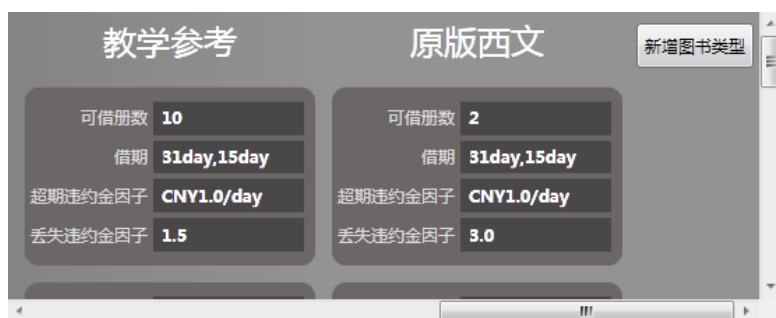 教学参考
原版西文
新增图书类型
可借册数 10
借期 31day,15day
超期违约金因子 CNY1.0/day
丢失违约金因子 1.5
可借册数 2
借期 31day,15day
超期违约金因子 CNY1.0/day
丢失违约金因子 3.0